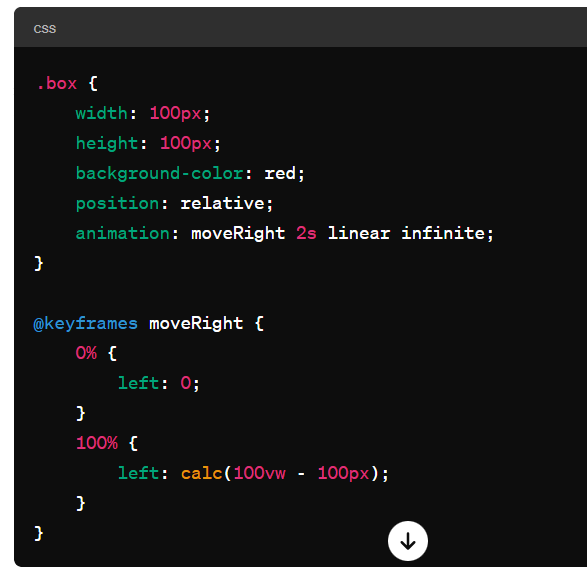 css
.box {
    width: 100px;
    height: 100px;
    background-color: red;
    position: relative;
    animation: moveRight 2s linear infinite;
}

@keyframes moveRight {
    0% {
        left: 0;
    }
    100% {
        left: calc(100vw - 100px);
    }
}